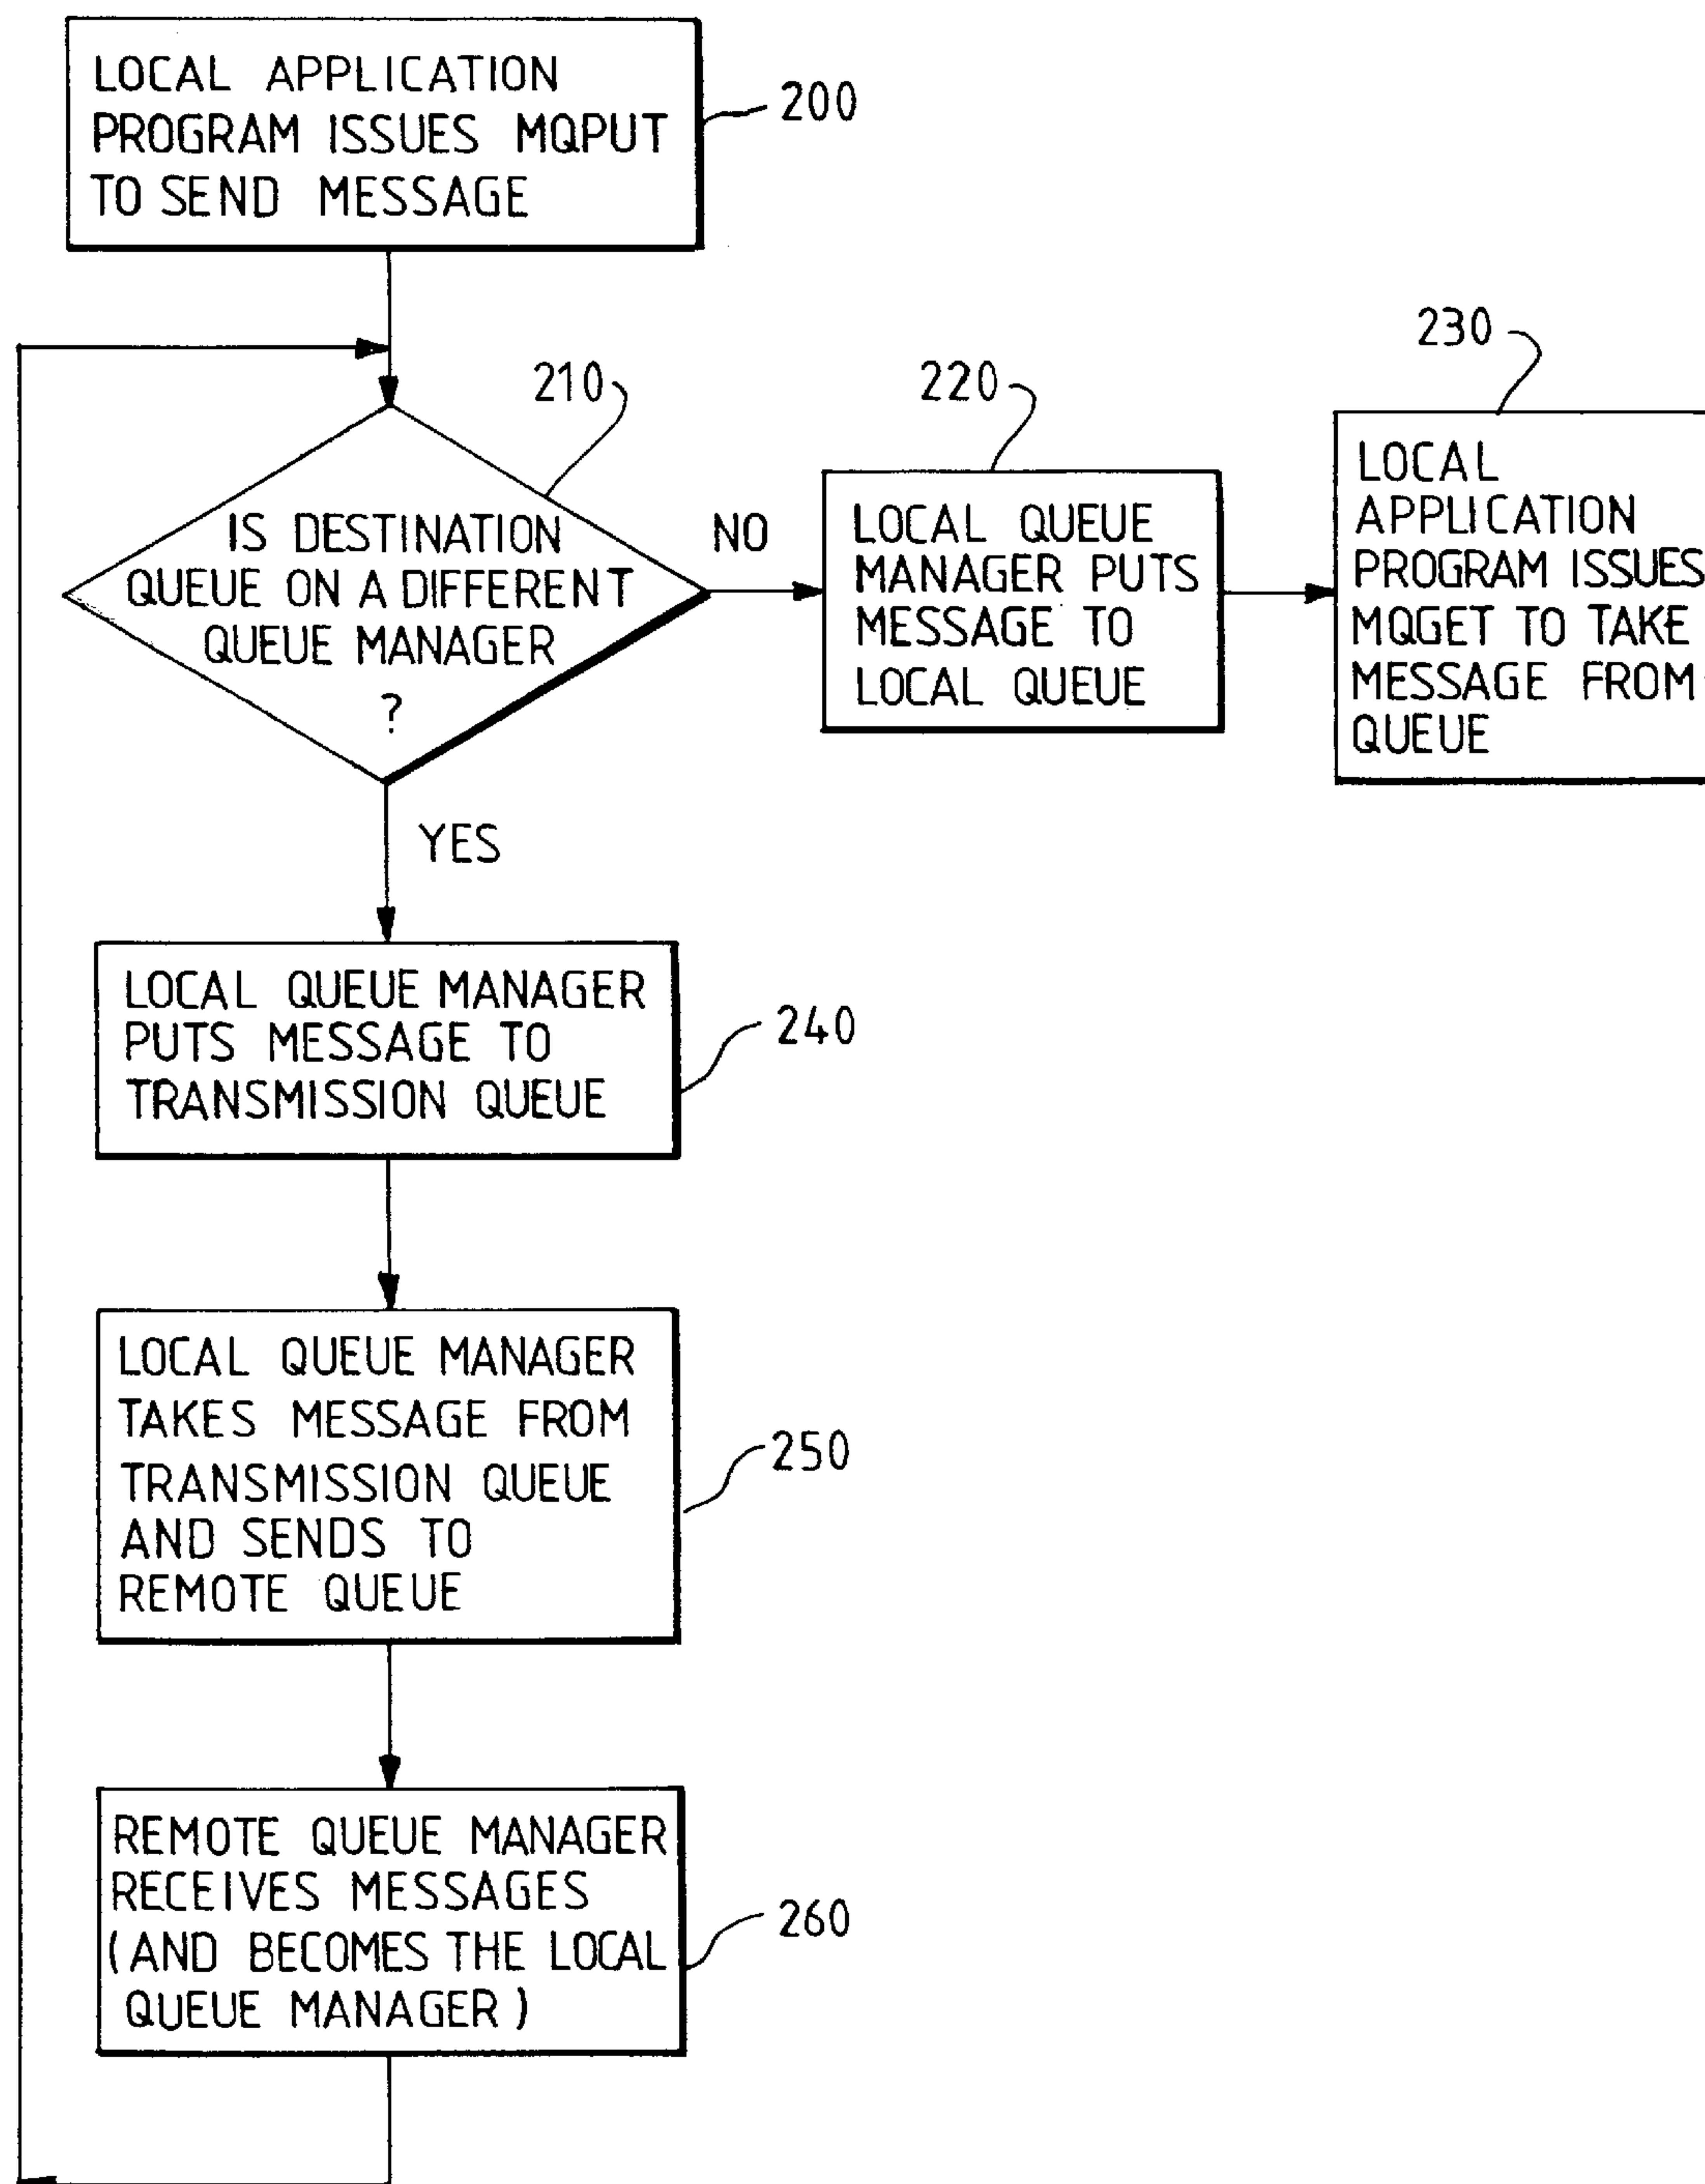 LOCAL APPLICATION
PROGRAM ISSUES MQPUT
TO SEND MESSAGE
200
210
IS DESTINATION
QUEUE ON A DIFFERENT
QUEUE MANAGER
?
NO
220
LOCAL QUEUE
MANAGER PUTS
MESSAGE TO
LOCAL QUEUE
230
LOCAL
APPLICATION
PROGRAM ISSUES
MQGET TO TAKE
MESSAGE FROM
QUEUE
YES
LOCAL QUEUE MANAGER
PUTS MESSAGE TO
TRANSMISSION QUEUE
240
LOCAL QUEUE MANAGER
TAKES MESSAGE FROM
TRANSMISSION QUEUE
AND SENDS TO
REMOTE QUEUE
250
REMOTE QUEUE MANAGER
RECEIVES MESSAGES
(AND BECOMES THE LOCAL
QUEUE MANAGER)
260